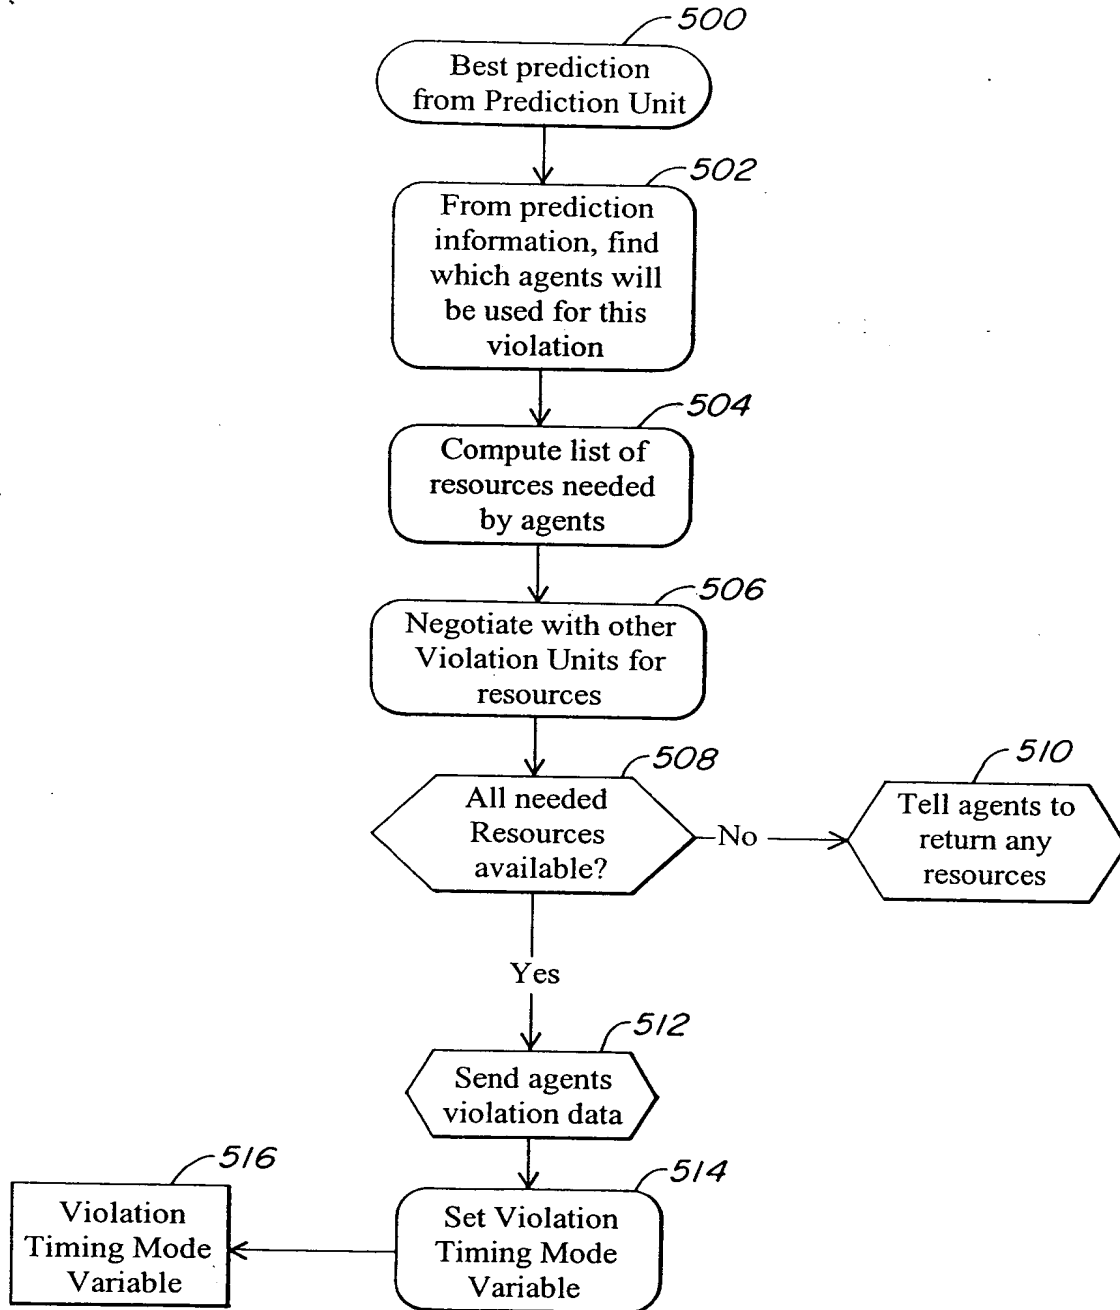 500
Best prediction
from Prediction Unit
502
From prediction
information, find
which agents will
be used for this
violation
504
Compute list of
resources needed
by agents
506
Negotiate with other
Violation Units for
resources
508
All needed
Resources
available?
No
510
Tell agents to
return any
resources
Yes
512
Send agents
violation data
514
Set Violation
Timing Mode
Variable
516
Violation
Timing Mode
Variable